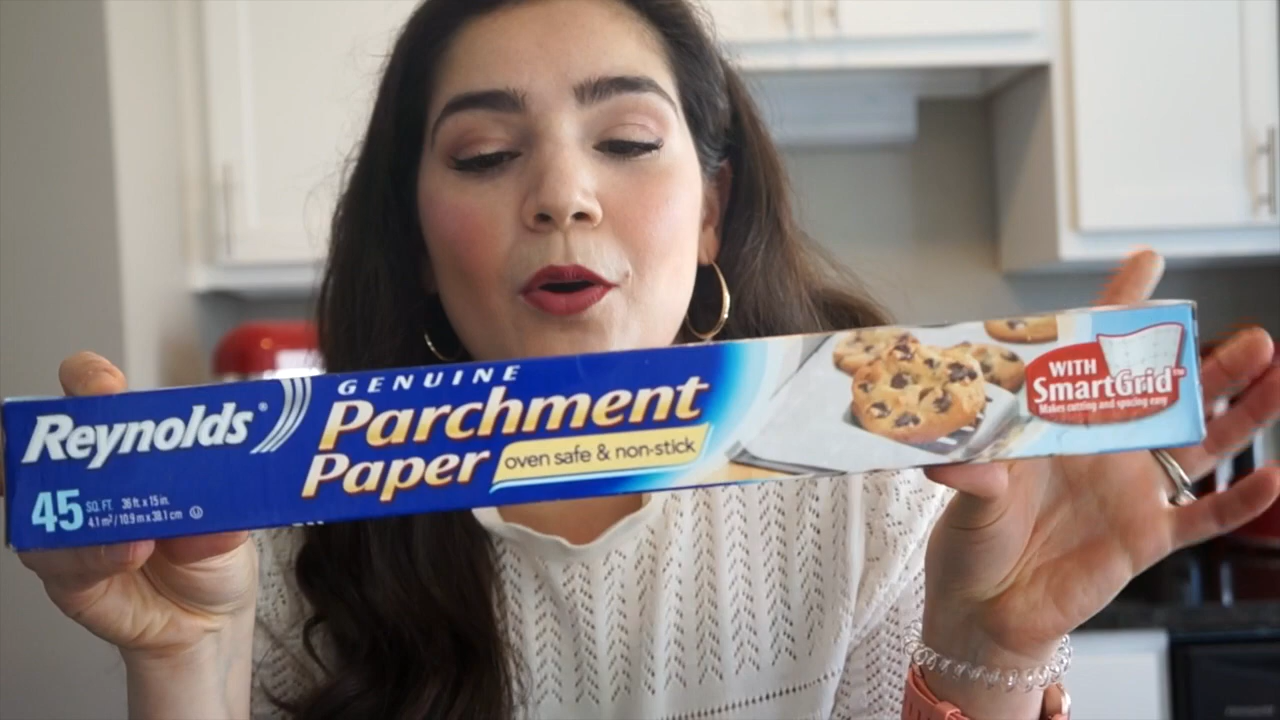 Reynolds®
GENUINE
Parchment
Paper
oven safe & non-stick
45 SQ. FT. 36 ft. x 15 in.
4.1 m² / 10.9 m x 38.1 cm
WITH
SmartGrid™
Makes cutting and spacing easy